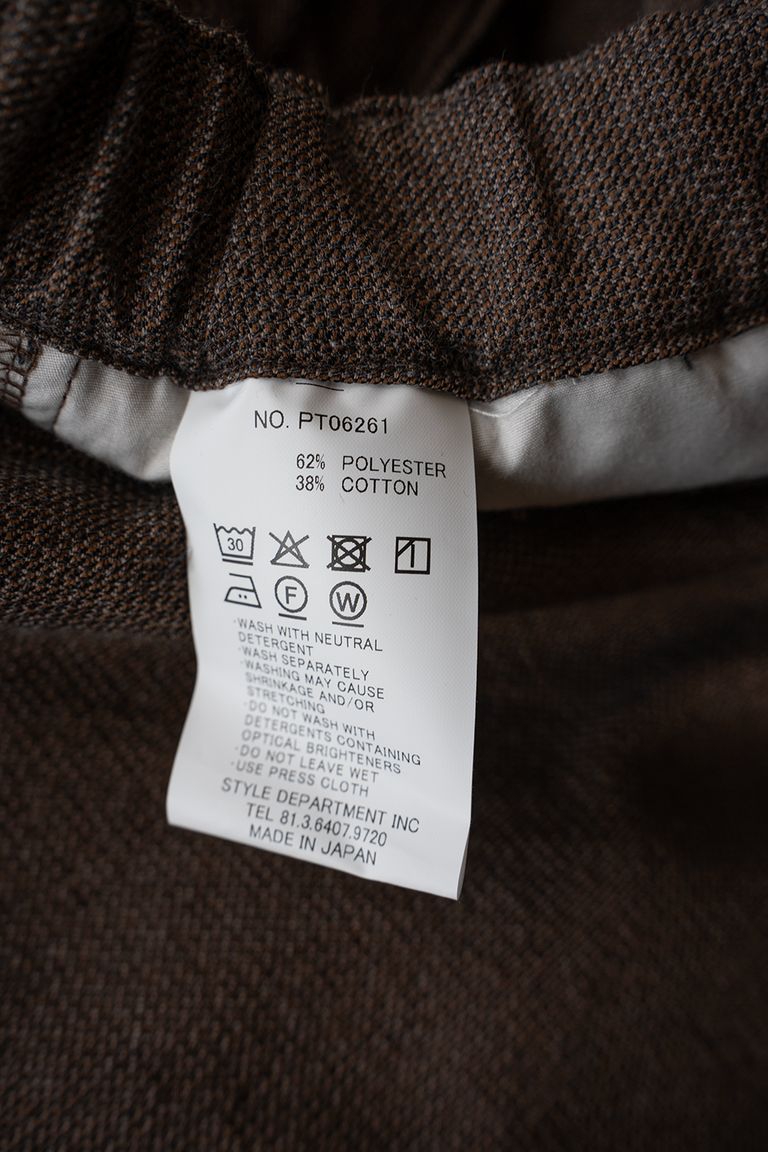 NO. PT06261
62% POLYESTER
38% COTTON
30
F W
·WASH WITH NEUTRAL
DETERGENT
·WASH SEPARATELY
·WASHING MAY CAUSE
SHRINKAGE AND/OR
STRETCHING
·DO NOT WASH WITH
DETERGENTS CONTAINING
OPTICAL BRIGHTENERS
·DO NOT LEAVE WET
·USE PRESS CLOTH
STYLE DEPARTMENT INC
TEL 81.3.6407.9720
MADE IN JAPAN